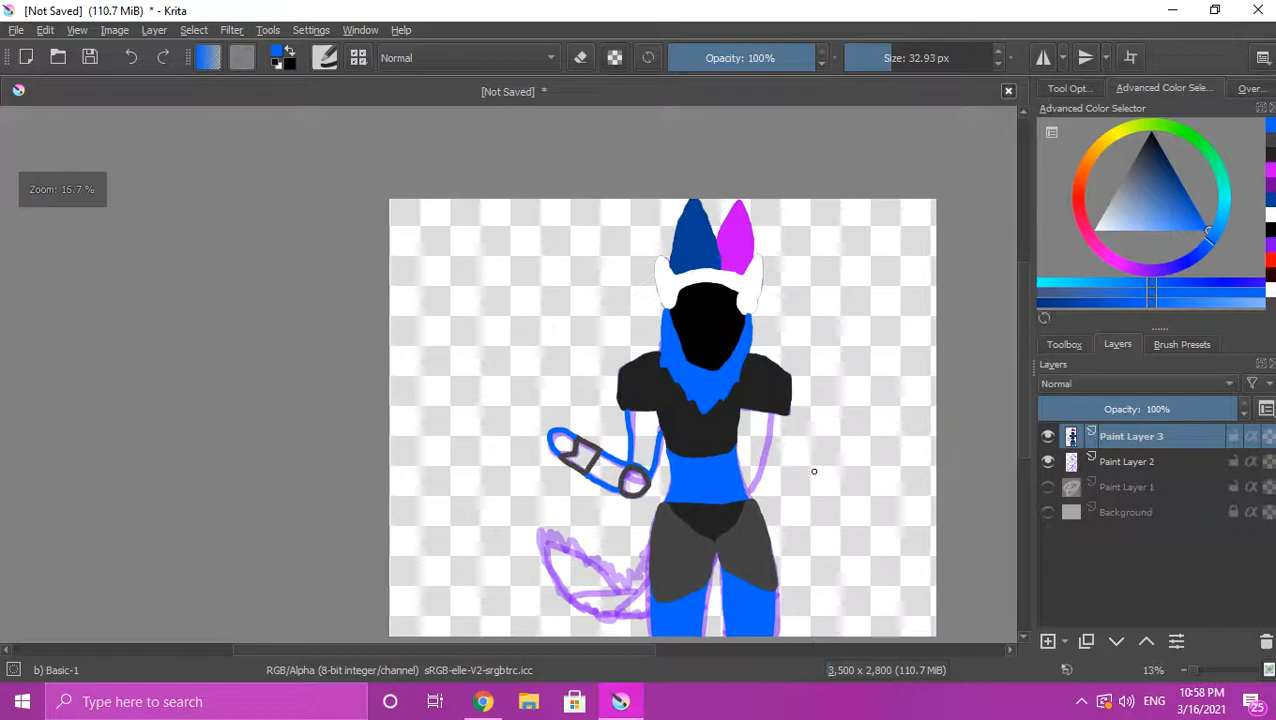 [Not Saved] (110.7 MiB) * - Krita
File Edit View Image Layer Select Filter Tools Settings Window Help
Normal Opacity: 100% Size: 32.93 px
[Not Saved] *
Tool Opt... Advanced Color Sele... Over...
Advanced Color Selector
Zoom: 16.7 %
Toolbox Layers Brush Presets
Layers
Normal
Opacity: 100%
Paint Layer 3
Paint Layer 2
Paint Layer 1
Background
b) Basic-1 RGB/Alpha (8-bit integer/channel) sRGB-elle-V2-srgbtrc.icc 3,500 x 2,800 (110.7 MiB) 13%
Type here to search ENG 10:58 PM
3/16/2021 25